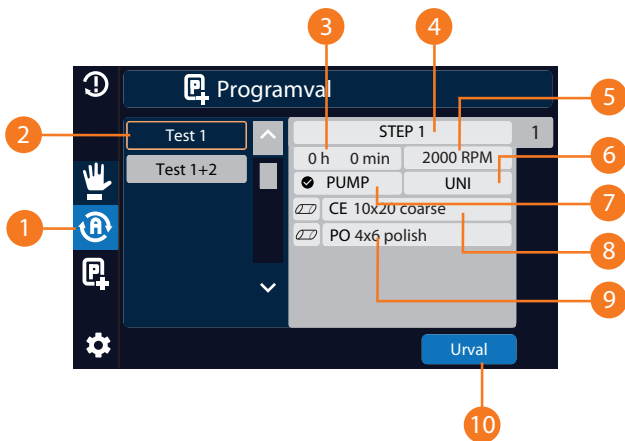 3
4
Programval
5
2
Test 1
STEP 1
1
0 h 0 min
2000 RPM
6
Test 1+2
PUMP
UNI
7
1
A
CE 10x20 coarse
8
PO 4x6 polish
P
9
Urval
10